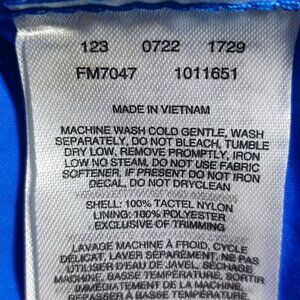 123 0722 1729
FM7047 1011651
MADE IN VIETNAM
MACHINE WASH COLD GENTLE, WASH
SEPARATELY, DO NOT BLEACH, TUMBLE
DRY LOW, REMOVE PROMPTLY, IRON
LOW NO STEAM, DO NOT USE FABRIC
SOFTENER, IF PRESENT DO NOT IRON
DECAL, DO NOT DRYCLEAN
SHELL: 100% TACTEL NYLON
LINING: 100% POLYESTER
EXCLUSIVE OF TRIMMING
LAVAGE MACHINE À FROID, CYCLE
DÉLICAT, LAVER SÉPARÉMENT, NE PAS
UTILISER D'EAU DE JAVEL, SÉCHAGE
MACHINE, BASSE TEMPÉRATURE, SORTIR
IMMÉDIATEMENT DE LA MACHINE,
REPASSER À BASSE TEMPÉRATURE